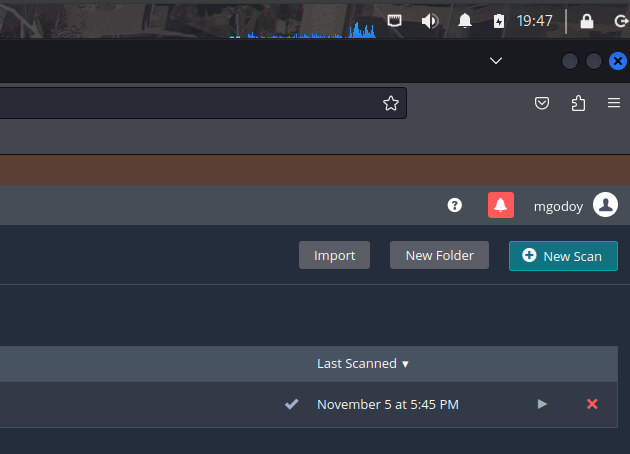 19:47
mgodoy
Import New Folder New Scan
Last Scanned
November 5 at 5:45 PM